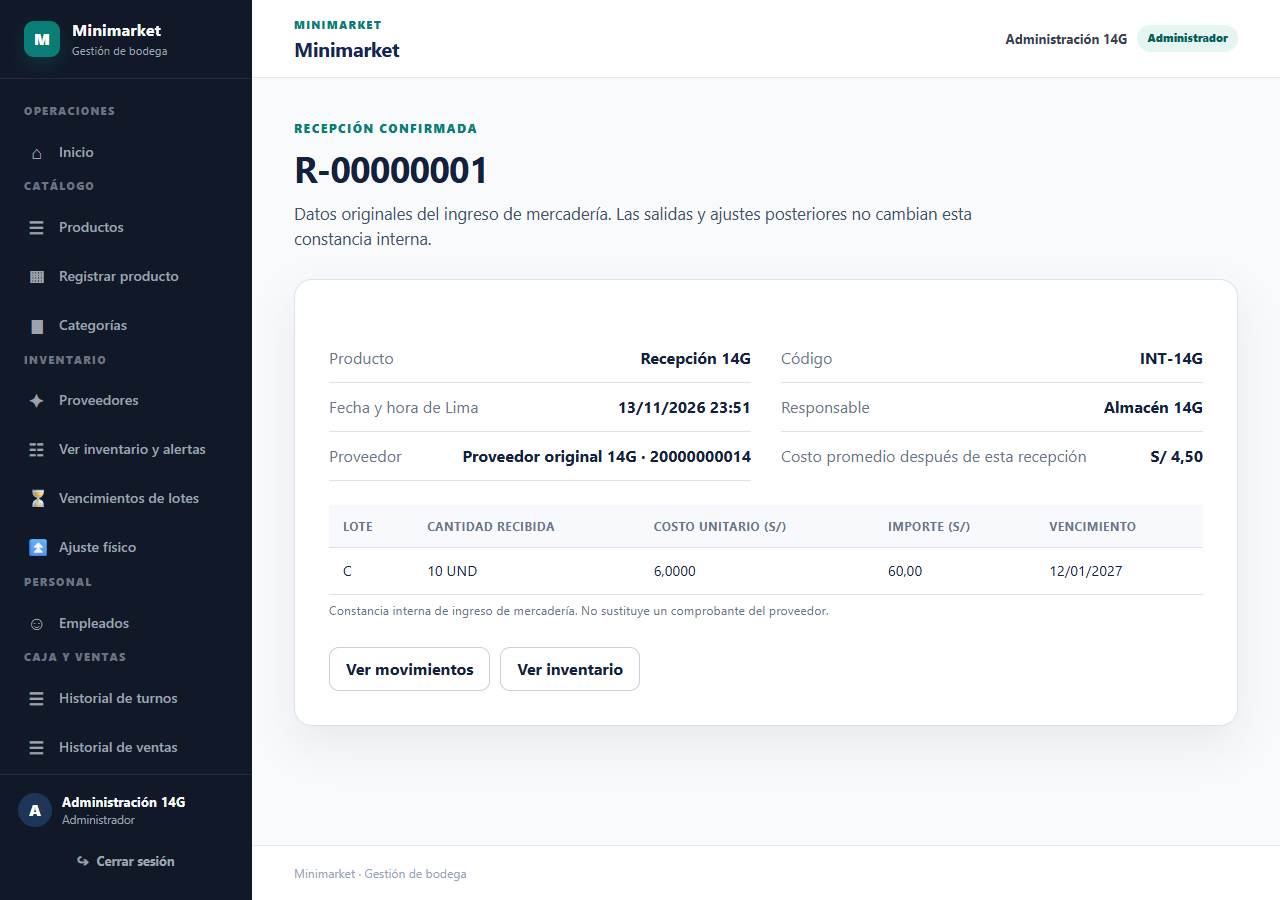 M
Minimarket
Gestión de bodega
OPERACIONES
Inicio
CATÁLOGO
Productos
Registrar producto
Categorías
INVENTARIO
Proveedores
Ver inventario y alertas
Vencimientos de lotes
Ajuste físico
PERSONAL
Empleados
CAJA Y VENTAS
Historial de turnos
Historial de ventas
A
Administración 14G
Administrador
Cerrar sesión
MINIMARKET
Minimarket
Administración 14G Administrador
RECEPCIÓN CONFIRMADA
R-00000001
Datos originales del ingreso de mercadería. Las salidas y ajustes posteriores no cambian esta
constancia interna.
Producto Recepción 14G Código INT-14G
Fecha y hora de Lima 13/11/2026 23:51 Responsable Almacén 14G
Proveedor Proveedor original 14G · 20000000014 Costo promedio después de esta recepción S/ 4,50
LOTE CANTIDAD RECIBIDA COSTO UNITARIO (S/) IMPORTE (S/) VENCIMIENTO
C 10 UND 6,0000 60,00 12/01/2027
Constancia interna de ingreso de mercadería. No sustituye un comprobante del proveedor.
Ver movimientos Ver inventario
Minimarket · Gestión de bodega